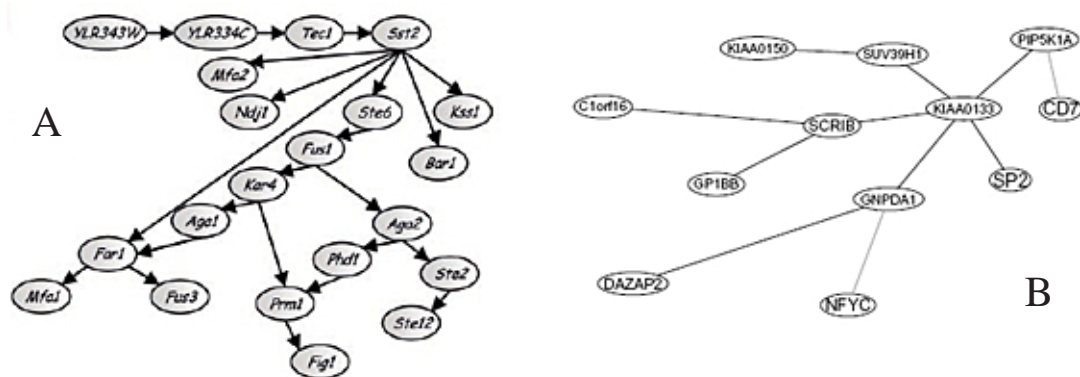 YLR343W YLR334C Tec1 Sst2
Mfa2
Ndj1 Ste6 Kss1
A
Fus1
Bar1
Kar4
Aga1 Aga2
Far1 Phd1
Ste2
Mfa1 Fus3 Prm1
Ste12
Fig1
KIAA0150 SUV39H1 PIP5K1A
C1orf16 KIAA0133 CD7
SCRIB
GP1BB SP2
GNPDA1
DAZAP2 NFYC B